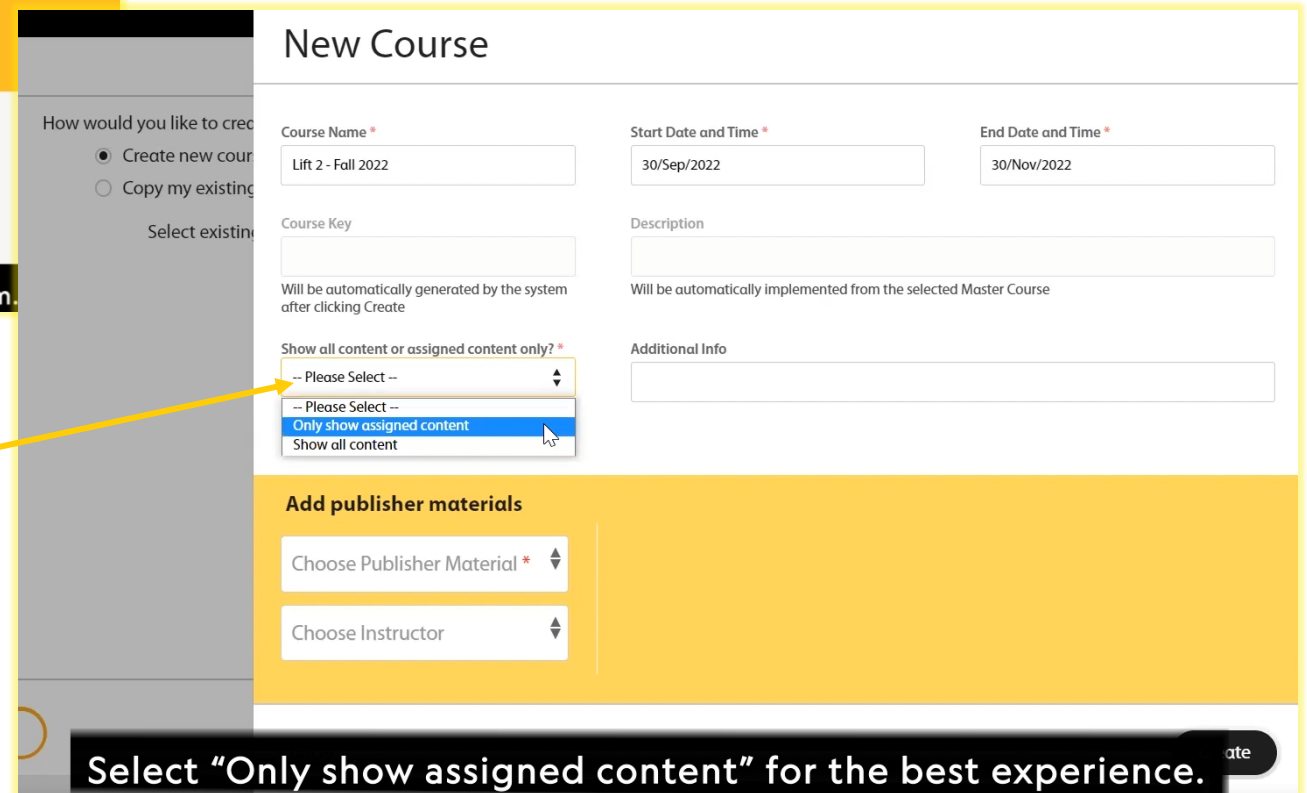 New Course
How would you like to crea
Create new cour
Copy my existing
Select existing
n.
Course Name *
Start Date and Time *
End Date and Time *
Lift 2 - Fall 2022
30/Sep/2022
30/Nov/2022
Course Key
Description
Will be automatically generated by the system
after clicking Create
Will be automatically implemented from the selected Master Course
Show all content or assigned content only? *
Additional Info
-- Please Select --
-- Please Select --
Only show assigned content
Show all content
Add publisher materials
Choose Publisher Material *
Choose Instructor
ate
Select “Only show assigned content” for the best experience.